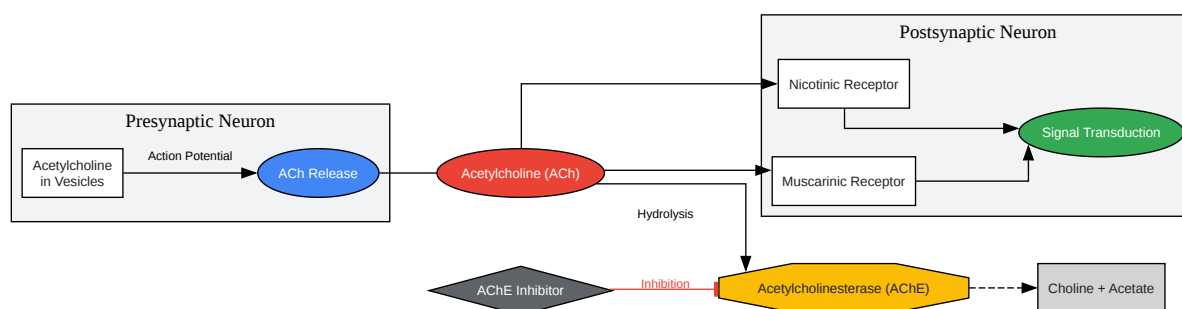 Postsynaptic Neuron
Nicotinic Receptor
Presynaptic Neuron
Signal Transduction
Action Potential
Acetylcholine
in Vesicles
ACh Release
Acetylcholine (ACh)
Muscarinic Receptor
Hydrolysis
AChE Inhibitor
Inhibition
Acetylcholinesterase (AChE)
Choline + Acetate